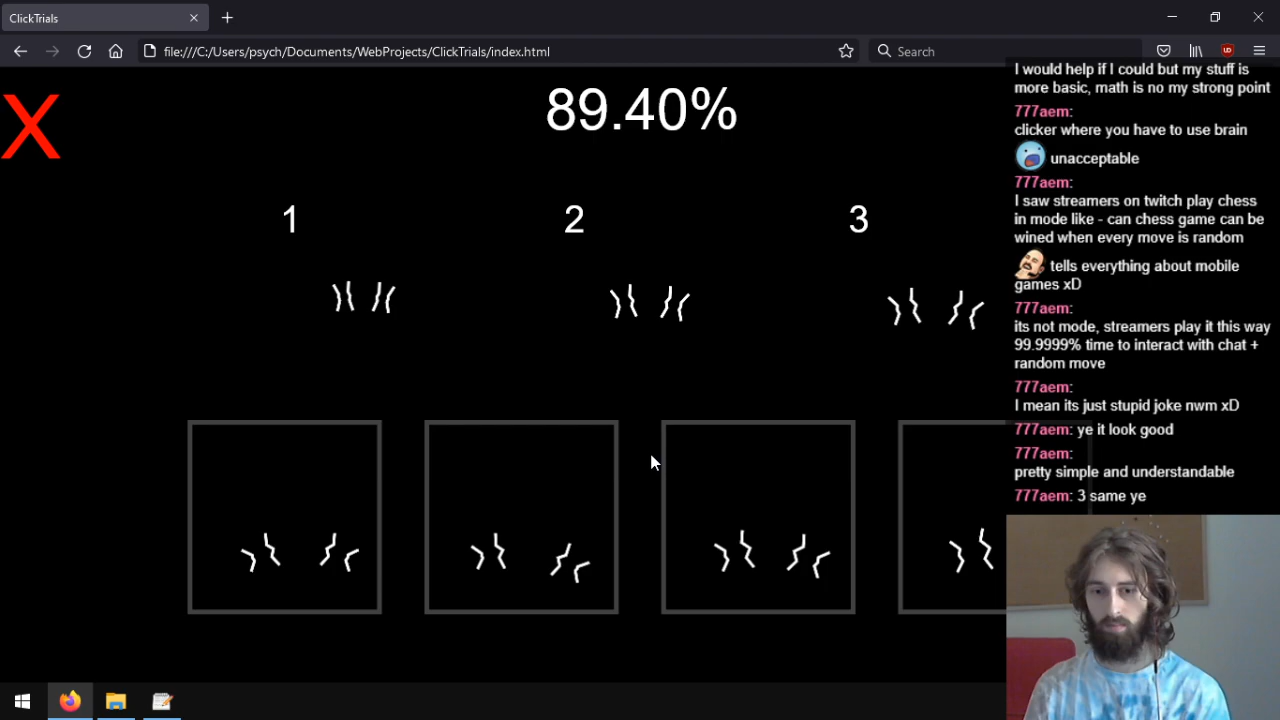 ClickTrials
file:///C:/Users/psych/Documents/WebProjects/ClickTrials/index.html
Search
X
89.40%
1
2
3
I would help if I could but my stuff is
more basic, math is no my strong point
777aem:
clicker where you have to use brain
unacceptable
777aem:
I saw streamers on twitch play chess
in mode like - can chess game can be
wined when every move is random
tells everything about mobile
games xD
777aem:
its not mode, streamers play it this way
99.9999% time to interact with chat +
random move
777aem:
I mean its just stupid joke nwm xD
777aem: ye it look good
777aem:
pretty simple and understandable
777aem: 3 same ye